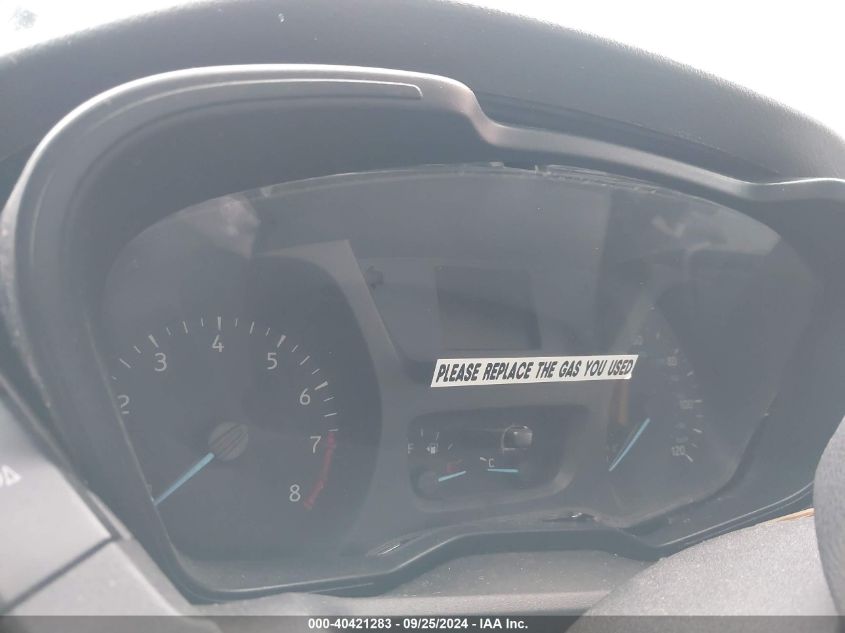 PLEASE REPLACE THE GAS YOU USED
2 3 4 5 6 7 8
F
°C
120
000-40421283 - 09/25/2024 - IAA Inc.